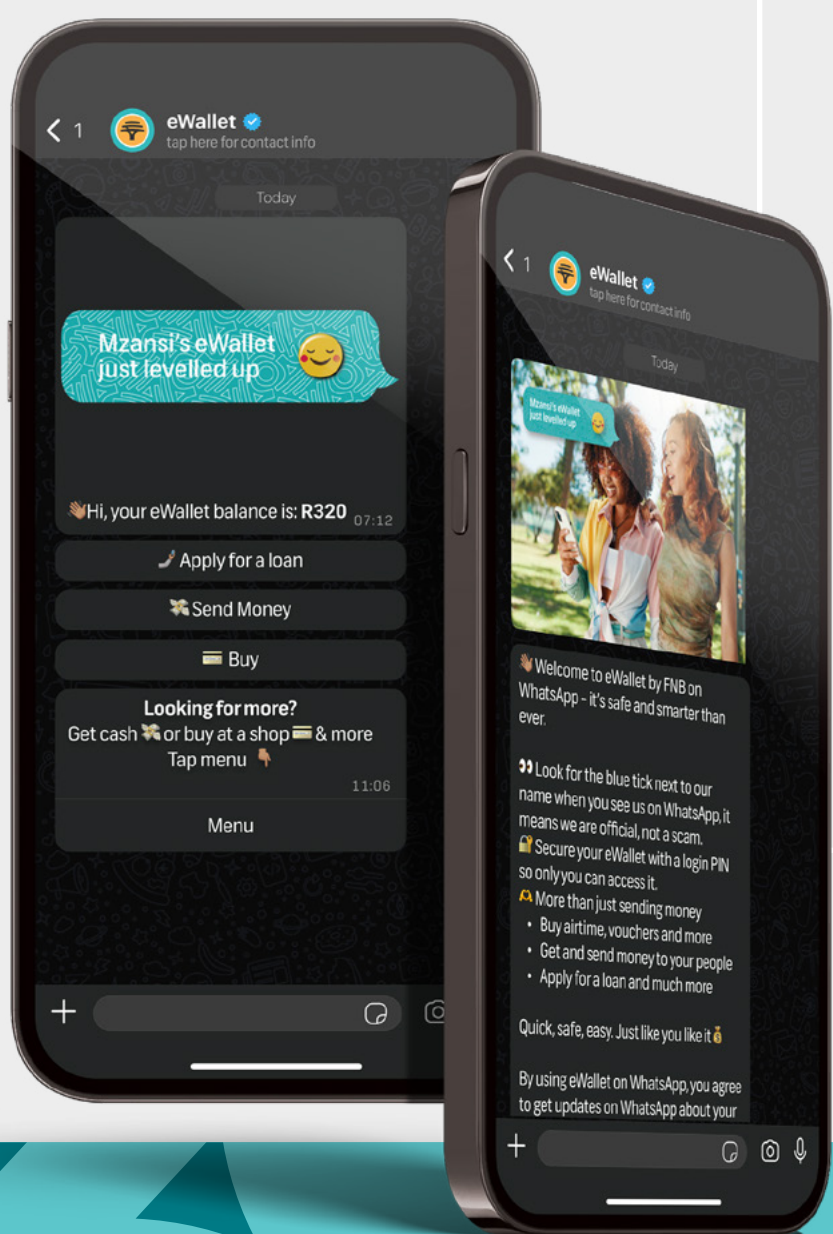 1
eWallet
tap here for contact info
Today
Mzansi's eWallet
just levelled up
👋🏽Hi, your eWallet balance is: R320
07:12
🤳🏽 Apply for a loan
💸 Send Money
💳 Buy
Looking for more?
Get cash 💸 or buy at a shop 💳 & more
Tap menu 👇🏽
11:06
Menu
1
eWallet
tap here for contact info
Today
Mzansi's eWallet
just levelled up
👋🏽Welcome to eWallet by FNB on
WhatsApp – it's safe and smarter than
ever.
👀 Look for the blue tick next to our
name when you see us on WhatsApp, it
means we are official, not a scam.
🔐 Secure your eWallet with a login PIN
so only you can access it.
🫶 More than just sending money
• Buy airtime, vouchers and more
• Get and send money to your people
• Apply for a loan and much more
Quick, safe, easy. Just like you like it 💰
By using eWallet on WhatsApp, you agree
to get updates on WhatsApp about your